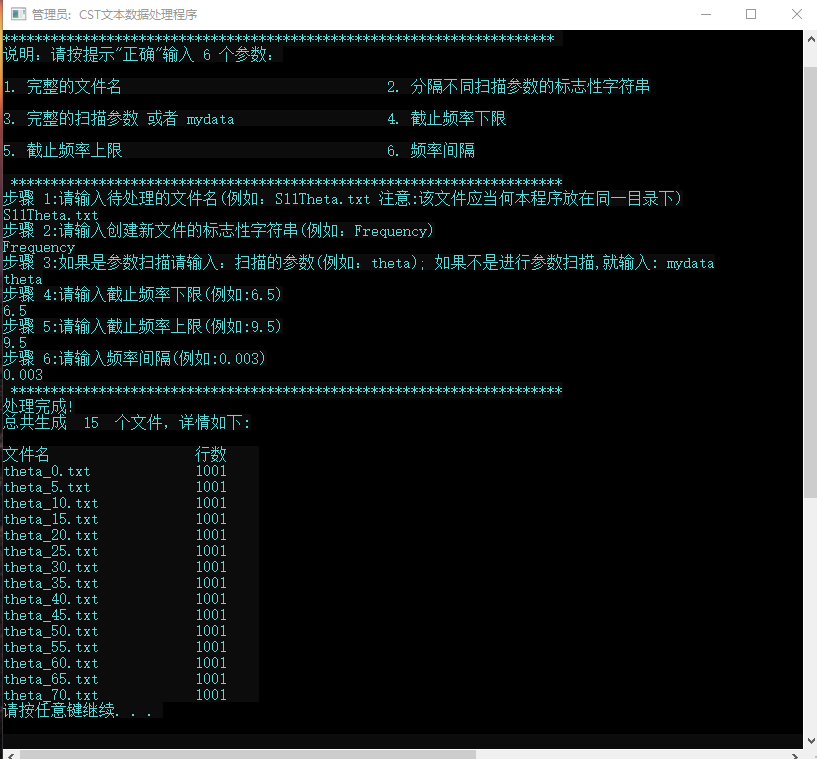 管理员: CST文本数据处理程序
*********************************************************************
说明: 请按提示"正确"输入 6 个参数:
1. 完整的文件名 2. 分隔不同扫描参数的标志性字符串
3. 完整的扫描参数 或者 mydata 4. 截止频率下限
5. 截止频率上限 6. 频率间隔
*********************************************************************
步骤 1:请输入待处理的文件名(例如: S11Theta.txt 注意:该文件应当何本程序放在同一目录下)
S11Theta.txt
步骤 2:请输入创建新文件的标志性字符串(例如: Frequency)
Frequency
步骤 3:如果是参数扫描请输入: 扫描的参数(例如: theta); 如果不是进行参数扫描,就输入: mydata
theta
步骤 4:请输入截止频率下限(例如:6.5)
6.5
步骤 5:请输入截止频率上限(例如:9.5)
9.5
步骤 6:请输入频率间隔(例如:0.003)
0.003
*********************************************************************
处理完成!
总共生成 15 个文件, 详情如下:
文件名 行数
theta_0.txt 1001
theta_5.txt 1001
theta_10.txt 1001
theta_15.txt 1001
theta_20.txt 1001
theta_25.txt 1001
theta_30.txt 1001
theta_35.txt 1001
theta_40.txt 1001
theta_45.txt 1001
theta_50.txt 1001
theta_55.txt 1001
theta_60.txt 1001
theta_65.txt 1001
theta_70.txt 1001
请按任意键继续. . .